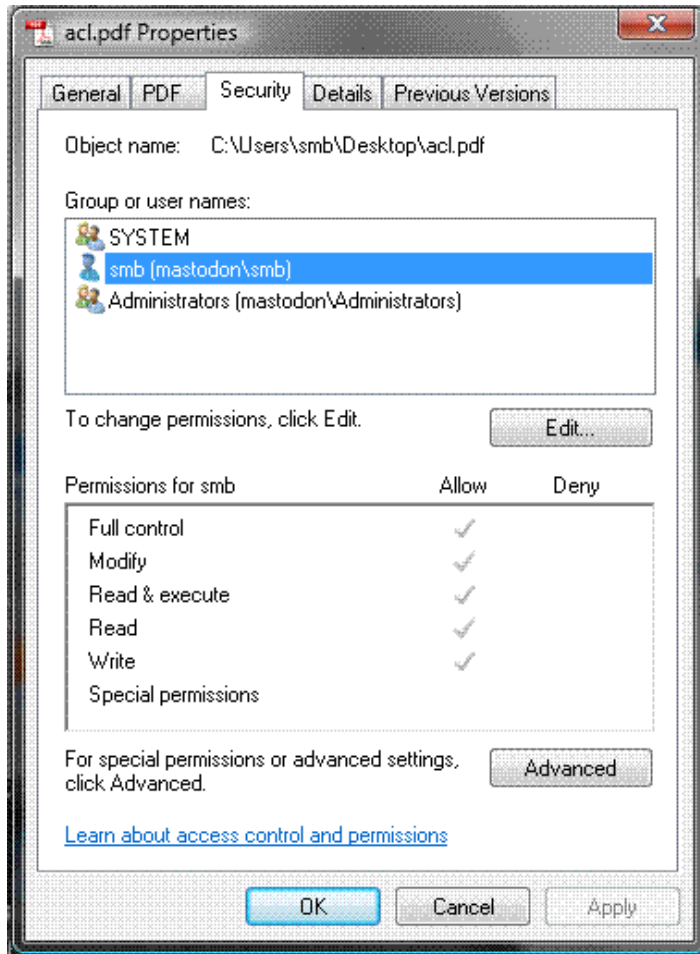 acl.pdf Properties
General PDF Security Details Previous Versions
Object name: C:\Users\smb\Desktop\acl.pdf
Group or user names:
SYSTEM
smb (mastodon\smb)
Administrators (mastodon\Administrators)
To change permissions, click Edit.
Edit...
Permissions for smb Allow Deny
Full control
Modify
Read & execute
Read
Write
Special permissions
For special permissions or advanced settings,
click Advanced.
Advanced
Learn about access control and permissions
OK Cancel Apply